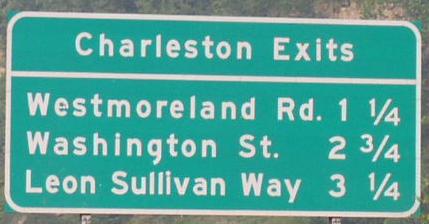 Charleston Exits
Westmoreland Rd. 1 ¼
Washington St. 2 ¾
Leon Sullivan Way 3 ¼